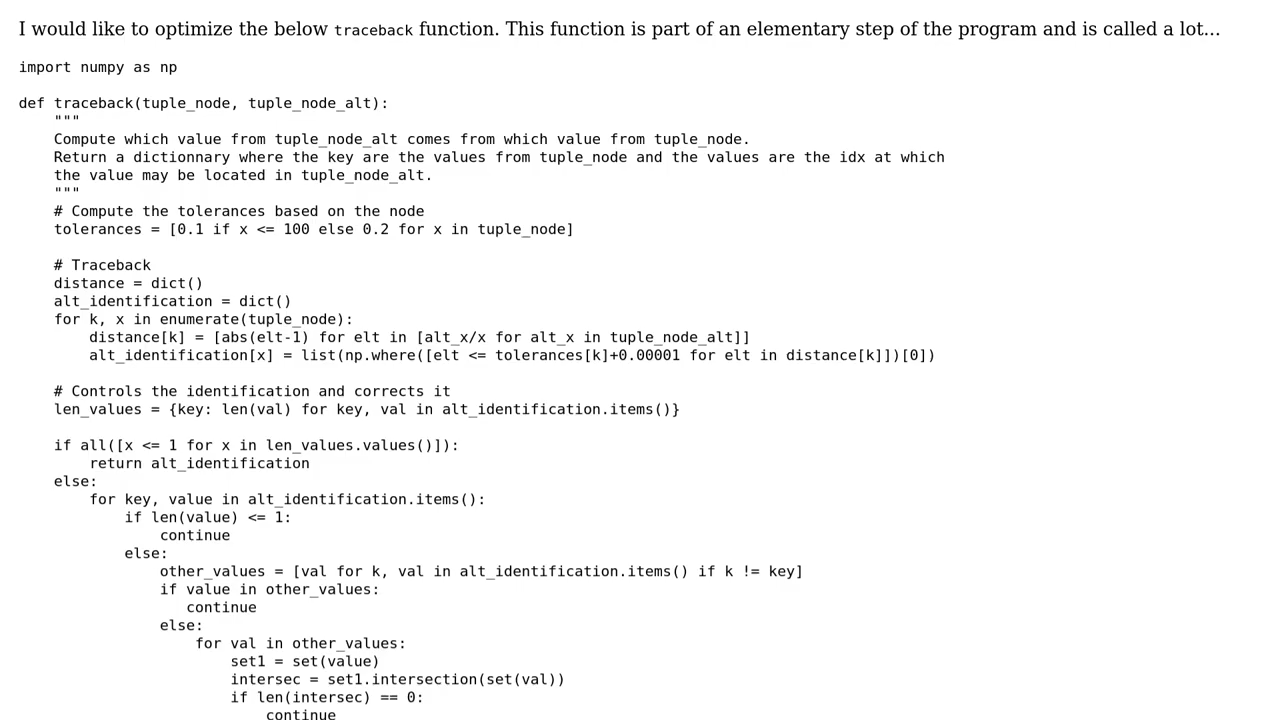 I would like to optimize the below traceback function. This function is part of an elementary step of the program and is called a lot...
import numpy as np
def traceback(tuple_node, tuple_node_alt):
    """
    Compute which value from tuple_node_alt comes from which value from tuple_node.
    Return a dictionnary where the key are the values from tuple_node and the values are the idx at which
    the value may be located in tuple_node_alt.
    """
    # Compute the tolerances based on the node
    tolerances = [0.1 if x <= 100 else 0.2 for x in tuple_node]
    # Traceback
    distance = dict()
    alt_identification = dict()
    for k, x in enumerate(tuple_node):
        distance[k] = [abs(elt-1) for elt in [alt_x/x for alt_x in tuple_node_alt]]
        alt_identification[x] = list(np.where([elt <= tolerances[k]+0.00001 for elt in distance[k]])[0])
    # Controls the identification and corrects it
    len_values = {key: len(val) for key, val in alt_identification.items()}
    if all([x <= 1 for x in len_values.values()]):
        return alt_identification
    else:
        for key, value in alt_identification.items():
            if len(value) <= 1:
                continue
            else:
                other_values = [val for k, val in alt_identification.items() if k != key]
                if value in other_values:
                   continue
                else:
                    for val in other_values:
                        set1 = set(value)
                        intersec = set1.intersection(set(val))
                        if len(intersec) == 0:
                            continue